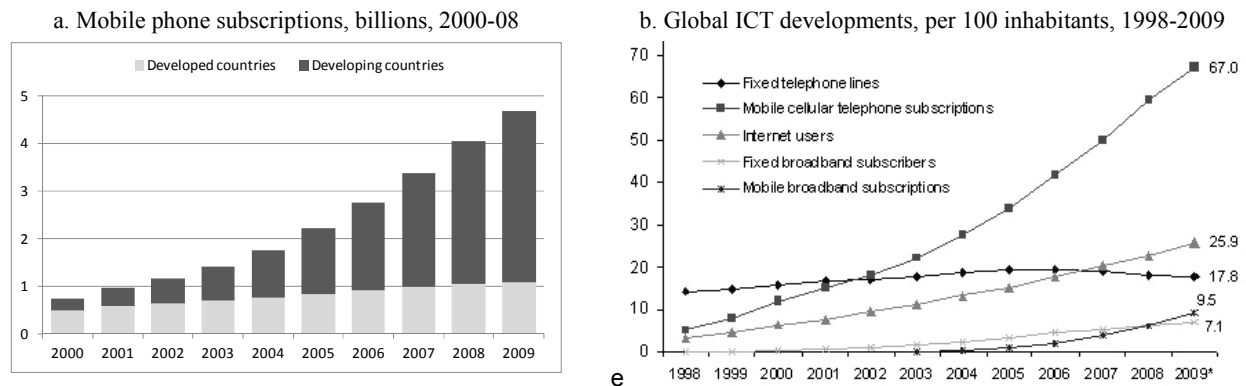 a. Mobile phone subscriptions, billions, 2000-08
Developed countries
Developing countries
5
4
3
2
1
0
2000 2001 2002 2003 2004 2005 2006 2007 2008 2009
b. Global ICT developments, per 100 inhabitants, 1998-2009
70
60
50
40
30
20
10
0
Fixed telephone lines
Mobile cellular telephone subscriptions
Internet users
Fixed broadband subscribers
Mobile broadband subscriptions
67.0
25.9
17.8
9.5
7.1
1998 1999 2000 2001 2002 2003 2004 2005 2006 2007 2008 2009*
e